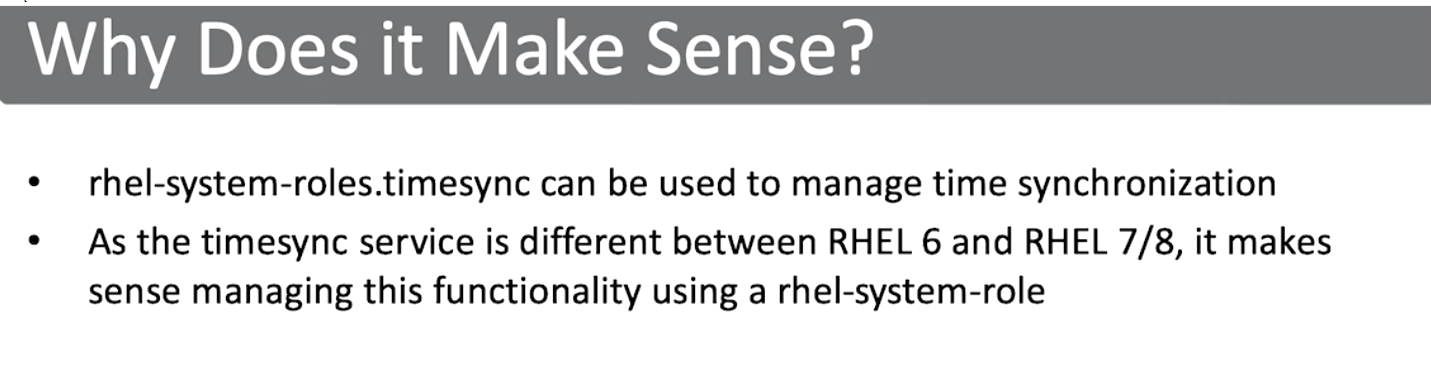 Why Does it Make Sense?
• rhel-system-roles.timesync can be used to manage time synchronization
• As the timesync service is different between RHEL 6 and RHEL 7/8, it makes
sense managing this functionality using a rhel-system-role